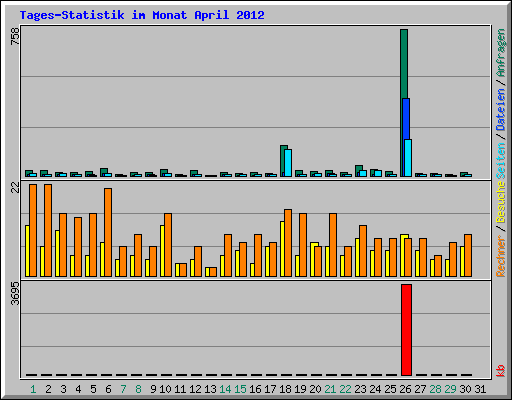 Tages-Statistik im Monat April 2012
758
22
3695
Rechner / Besuche Seiten / Dateien / Anfragen
kb
1 2 3 4 5 6 7 8 9 10 11 12 13 14 15 16 17 18 19 20 21 22 23 24 25 26 27 28 29 30 31